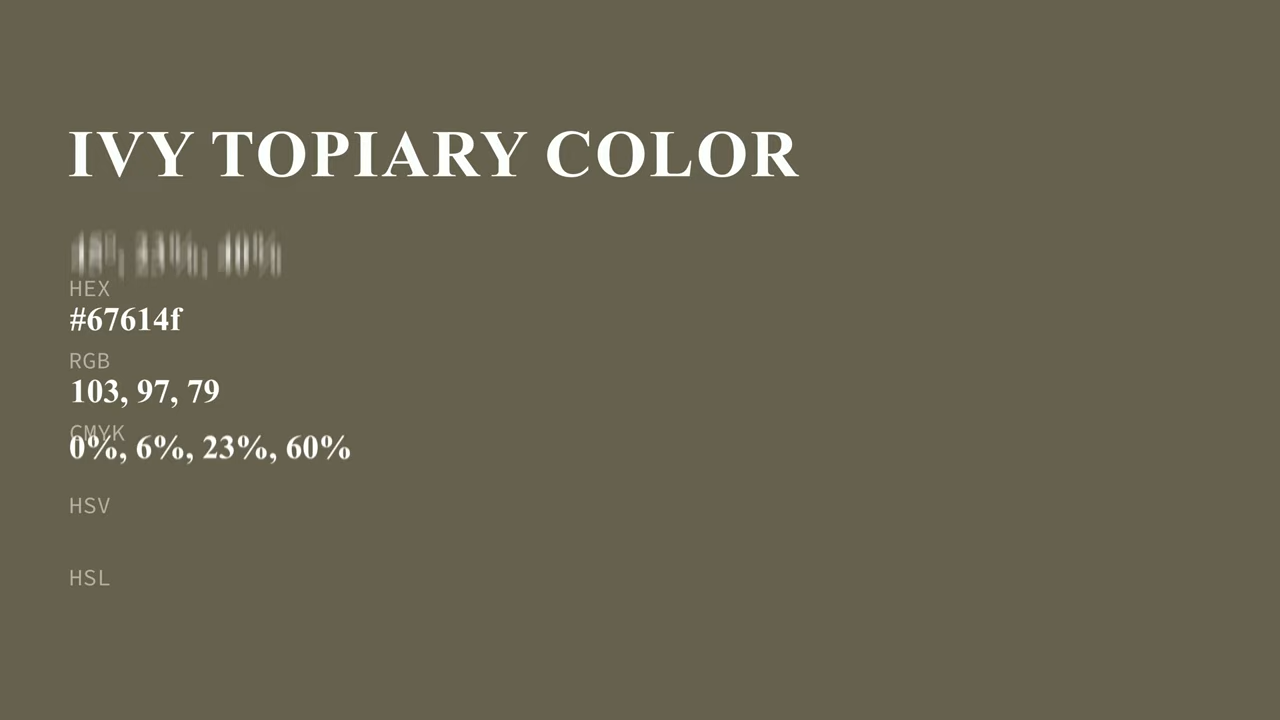 IVY TOPIARY COLOR
HEX
#67614f
RGB
103, 97, 79
CMYK
0%, 6%, 23%, 60%
HSV
HSL